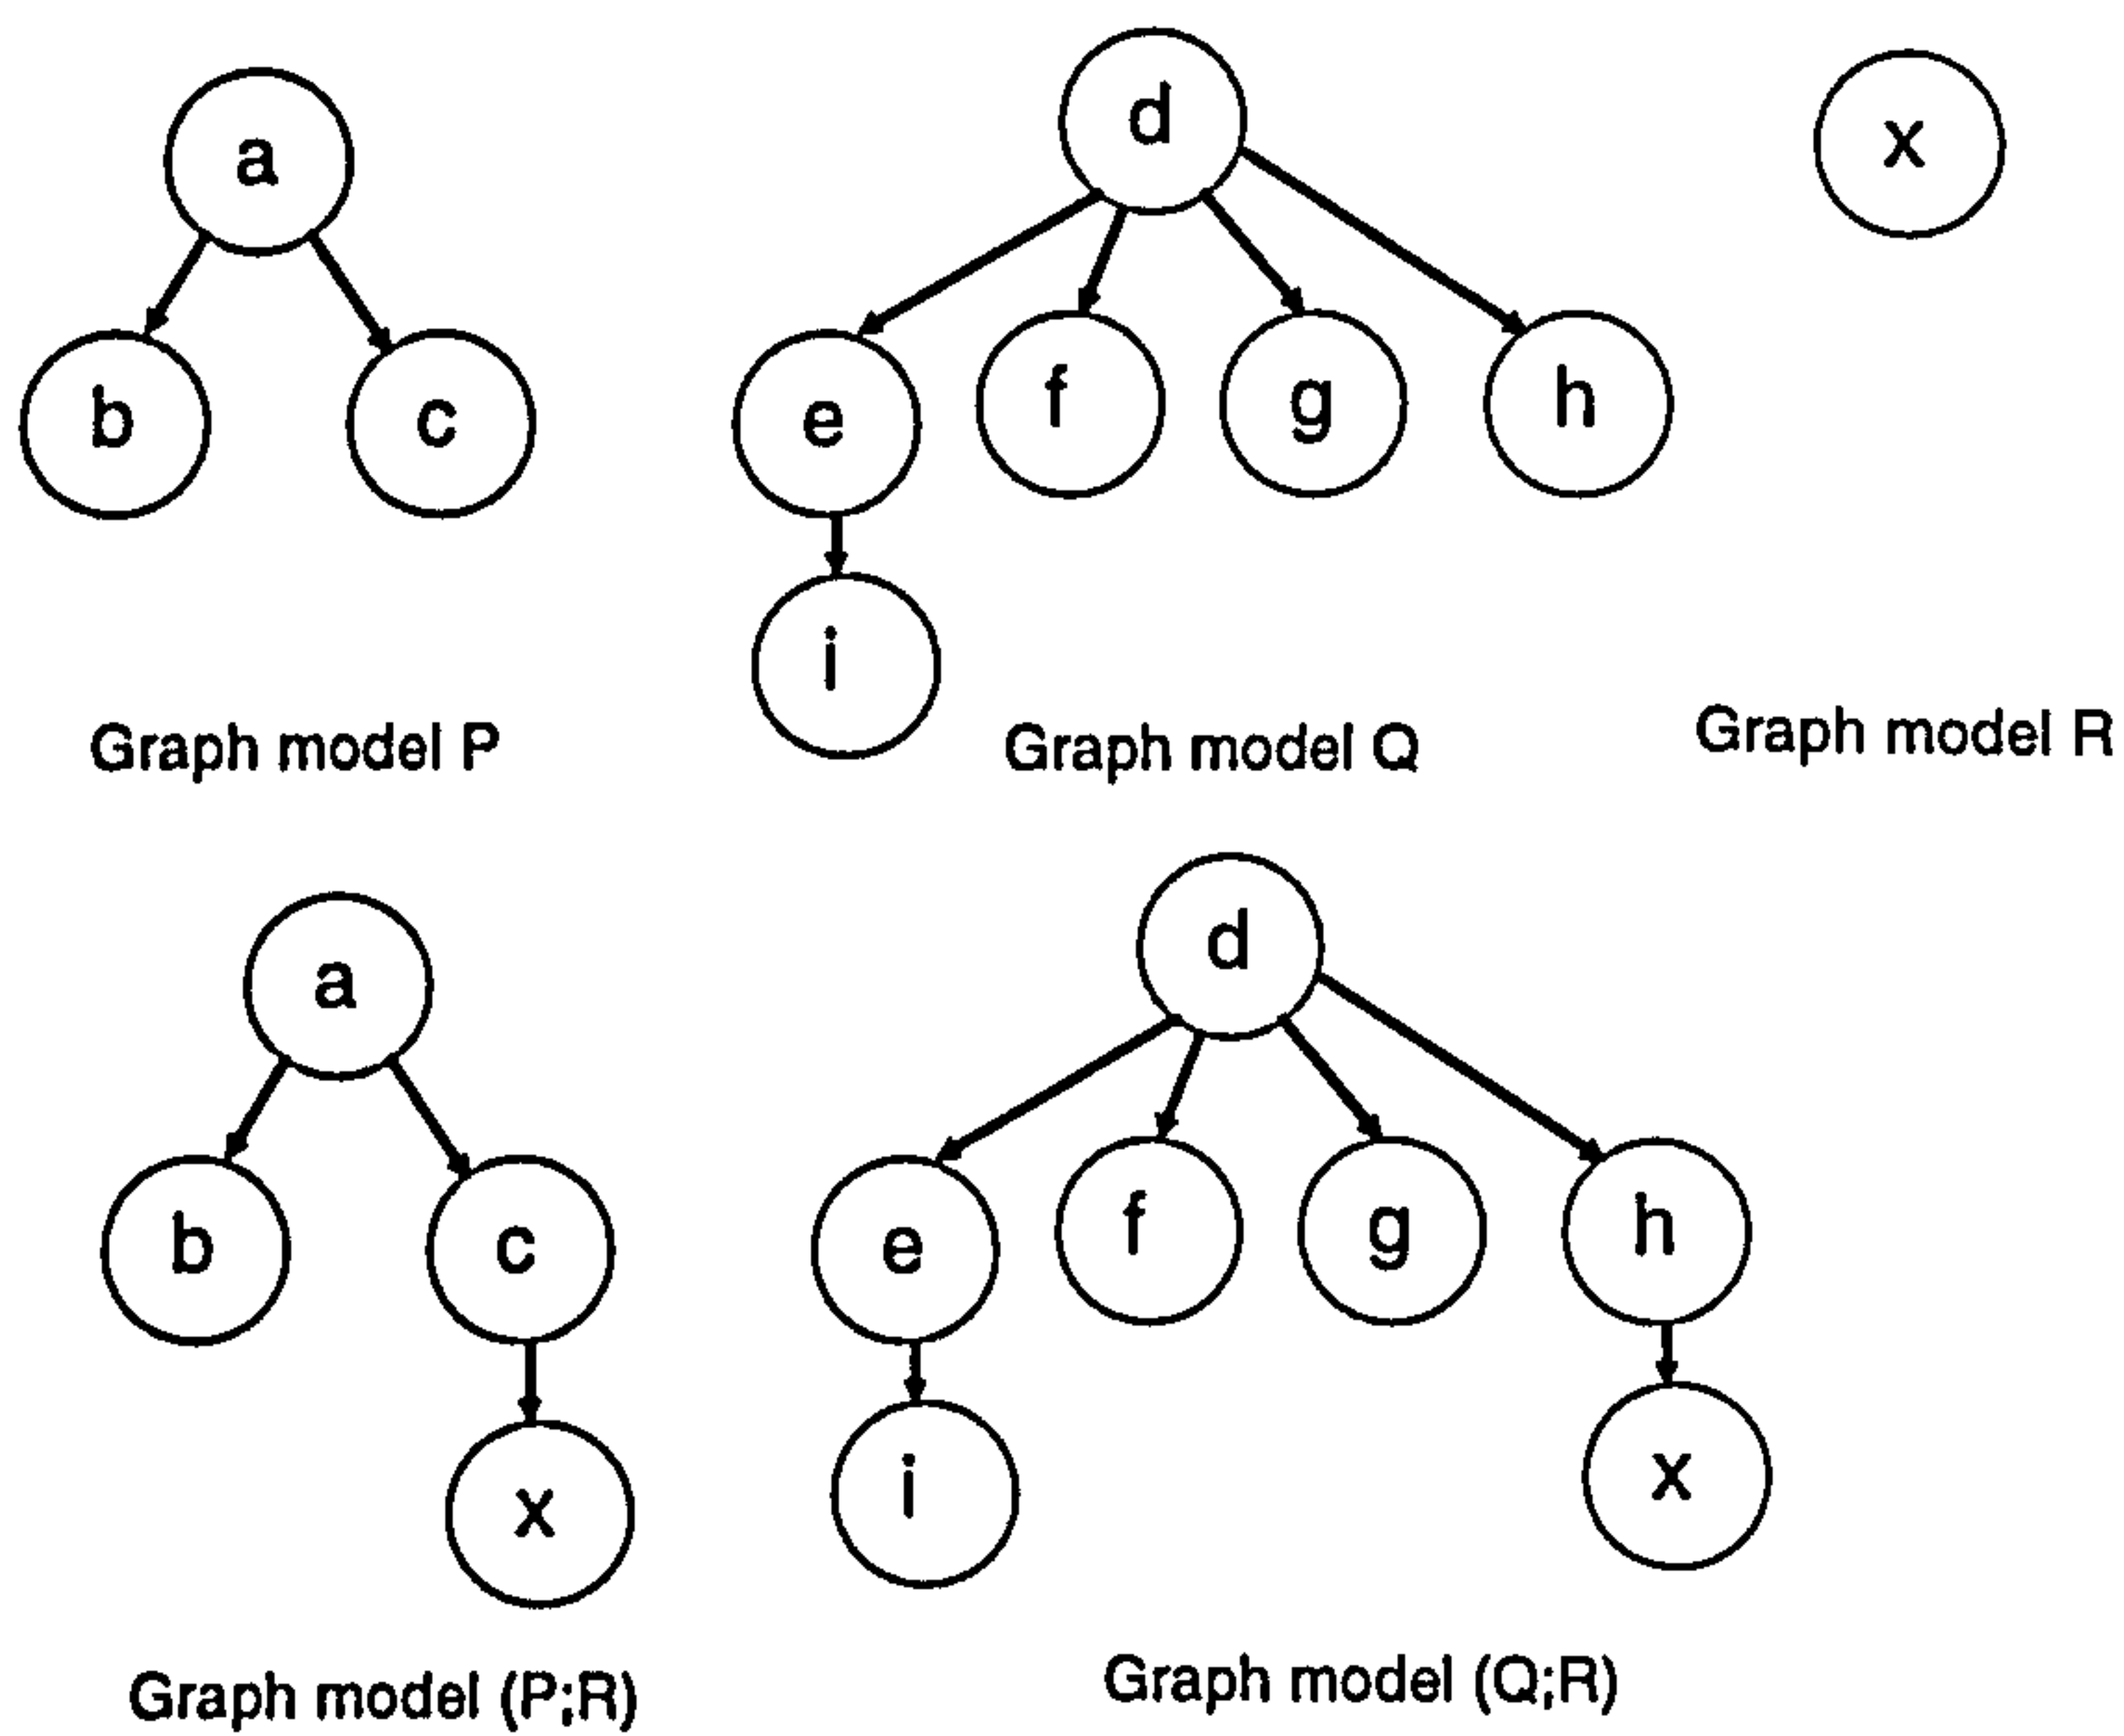 a
b
c
Graph model P
d
e
f
g
h
i
Graph model Q
x
Graph model R
a
b
c
x
Graph model (P;R)
d
e
f
g
h
i
x
Graph model (Q;R)